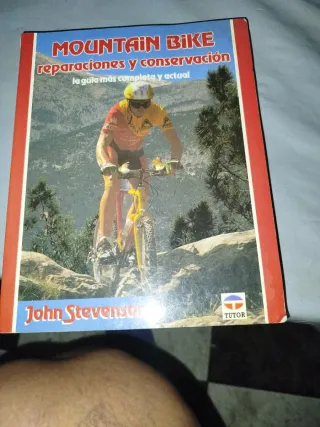 MOUNTAIN BIKE
reparaciones y conservación
la guía más completa y actual
John Stevenson
TUTOR